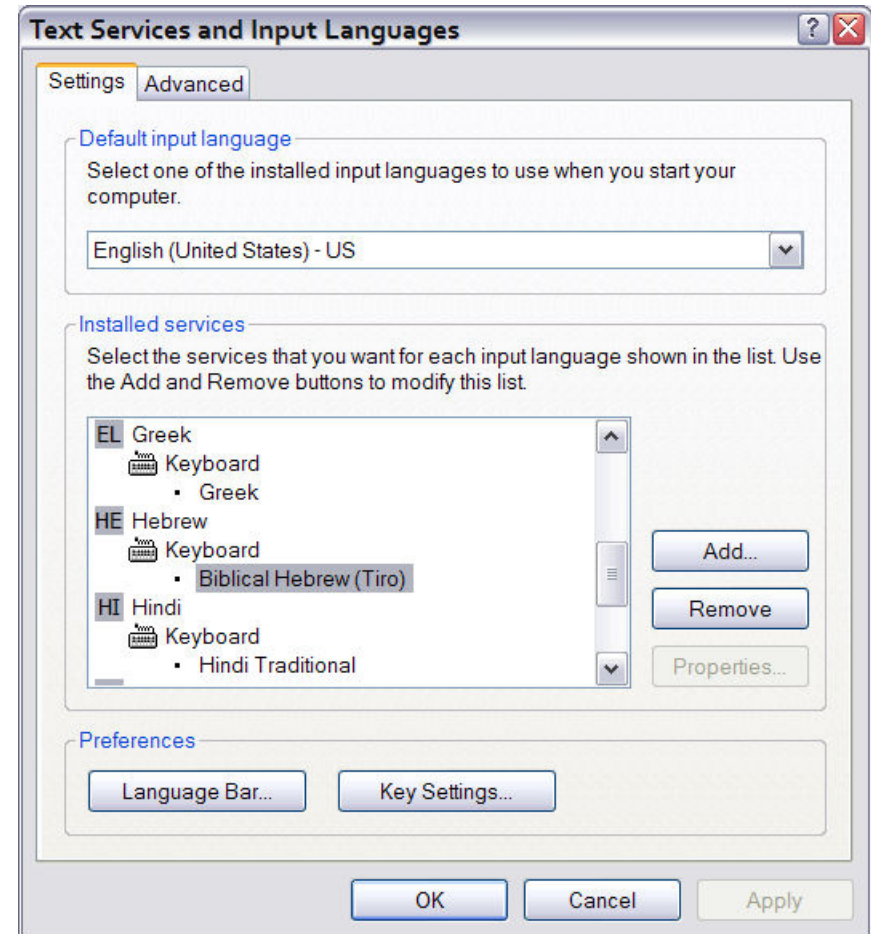 Text Services and Input Languages
Settings
Advanced
Default input language
Select one of the installed input languages to use when you start your
computer.
English (United States) - US
Installed services
Select the services that you want for each input language shown in the list. Use
the Add and Remove buttons to modify this list.
EL Greek
Keyboard
Greek
HE Hebrew
Keyboard
Biblical Hebrew (Tiro)
HI Hindi
Keyboard
Hindi Traditional
Add...
Remove
Properties...
Preferences
Language Bar...
Key Settings...
OK
Cancel
Apply